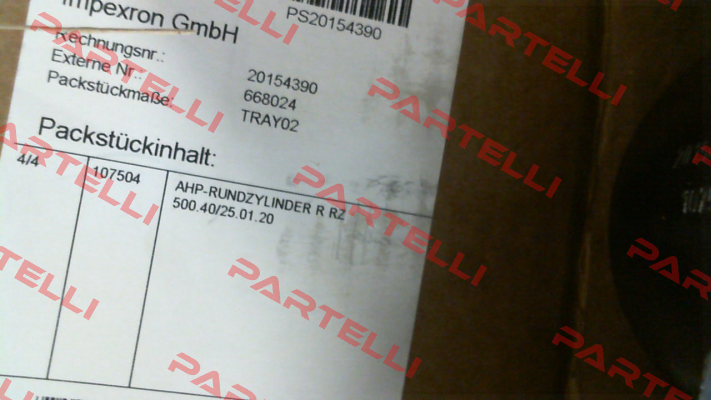 Impexron GmbH
PS20154390
Rechnungsnr.:
20154390
Externe Nr.:
668024
Packstückmaße:
TRAY02
Packstückinhalt:
4/4
107504
AHP-RUNDZYLINDER R RZ
500.40/25.01.20
PARTELLI
PARTELLI
PARTELLI
PARTELLI
PARTELLI
PARTELLI
PARTELLI
PARTELLI
PARTELLI
PARTELLI